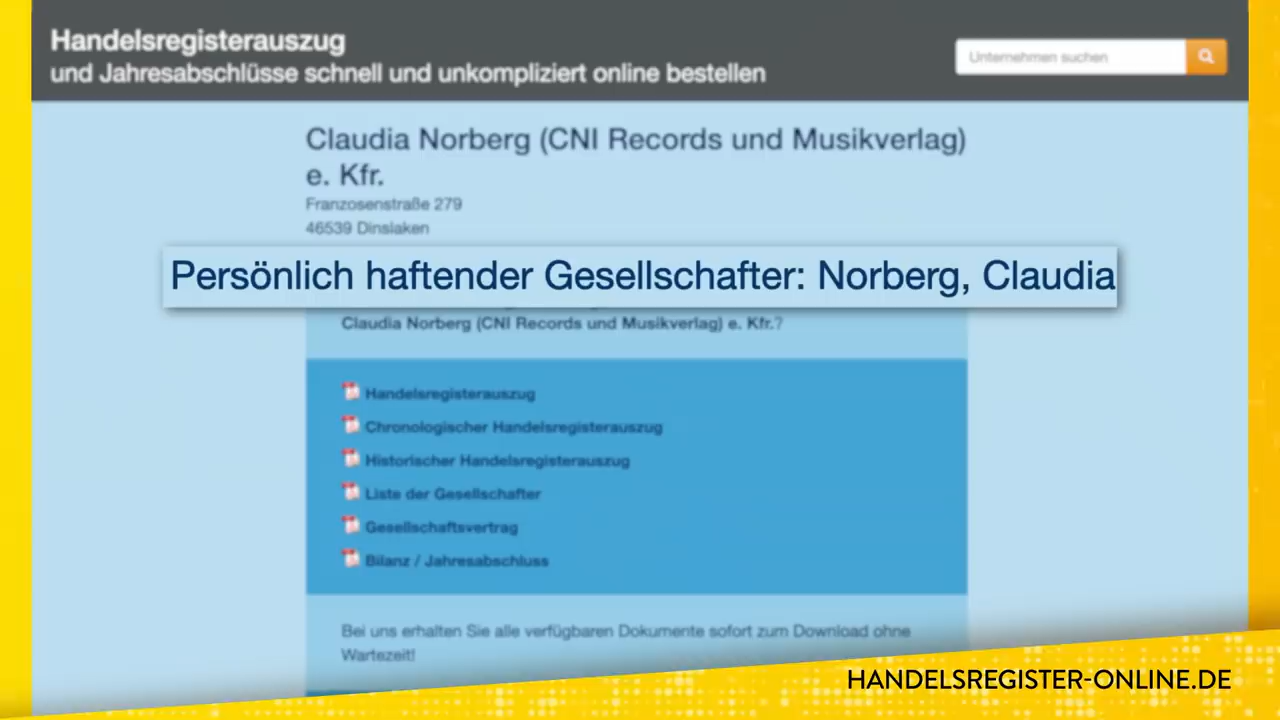 Handelsregisterauszug
und Jahresabschlüsse schnell und unkompliziert online bestellen
Unternehmen suchen
Claudia Norberg (CNI Records und Musikverlag)
e. Kfr.
Franzosenstraße 279
46539 Dinslaken
Persönlich haftender Gesellschafter: Norberg, Claudia
Claudia Norberg (CNI Records und Musikverlag) e. Kfr.?
Handelsregisterauszug
Chronologischer Handelsregisterauszug
Historischer Handelsregisterauszug
Liste der Gesellschafter
Gesellschaftsvertrag
Bilanz / Jahresabschluss
Bei uns erhalten Sie alle verfügbaren Dokumente sofort zum Download ohne
Wartezeit!
HANDELSREGISTER-ONLINE.DE